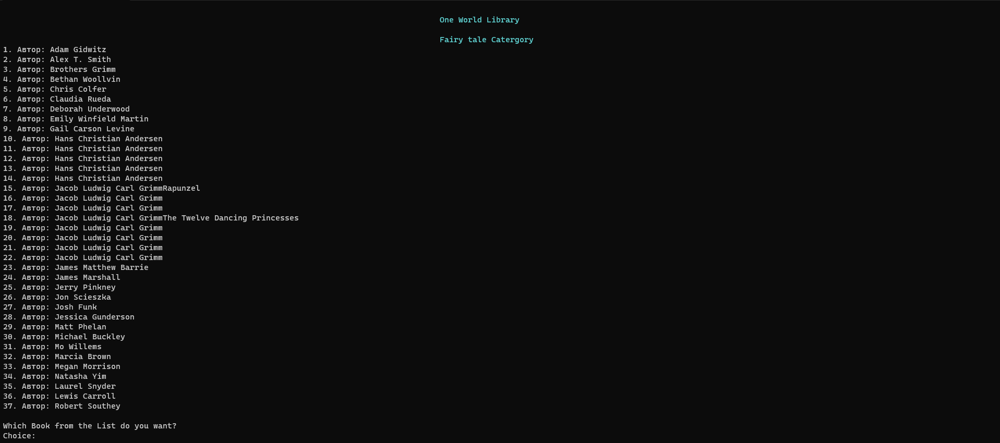 One World Library
Fairy tale Catergory
1. Автор: Adam Gidwitz
2. Автор: Alex T. Smith
3. Автор: Brothers Grimm
4. Автор: Bethan Woollvin
5. Автор: Chris Colfer
6. Автор: Claudia Rueda
7. Автор: Deborah Underwood
8. Автор: Emily Winfield Martin
9. Автор: Gail Carson Levine
10. Автор: Hans Christian Andersen
11. Автор: Hans Christian Andersen
12. Автор: Hans Christian Andersen
13. Автор: Hans Christian Andersen
14. Автор: Hans Christian Andersen
15. Автор: Jacob Ludwig Carl GrimmRapunzel
16. Автор: Jacob Ludwig Carl Grimm
17. Автор: Jacob Ludwig Carl Grimm
18. Автор: Jacob Ludwig Carl GrimmThe Twelve Dancing Princesses
19. Автор: Jacob Ludwig Carl Grimm
20. Автор: Jacob Ludwig Carl Grimm
21. Автор: Jacob Ludwig Carl Grimm
22. Автор: Jacob Ludwig Carl Grimm
23. Автор: James Matthew Barrie
24. Автор: James Marshall
25. Автор: Jerry Pinkney
26. Автор: Jon Scieszka
27. Автор: Josh Funk
28. Автор: Jessica Gunderson
29. Автор: Matt Phelan
30. Автор: Michael Buckley
31. Автор: Mo Willems
32. Автор: Marcia Brown
33. Автор: Megan Morrison
34. Автор: Natasha Yim
35. Автор: Laurel Snyder
36. Автор: Lewis Carroll
37. Автор: Robert Southey
Which Book from the List do you want?
Choice: